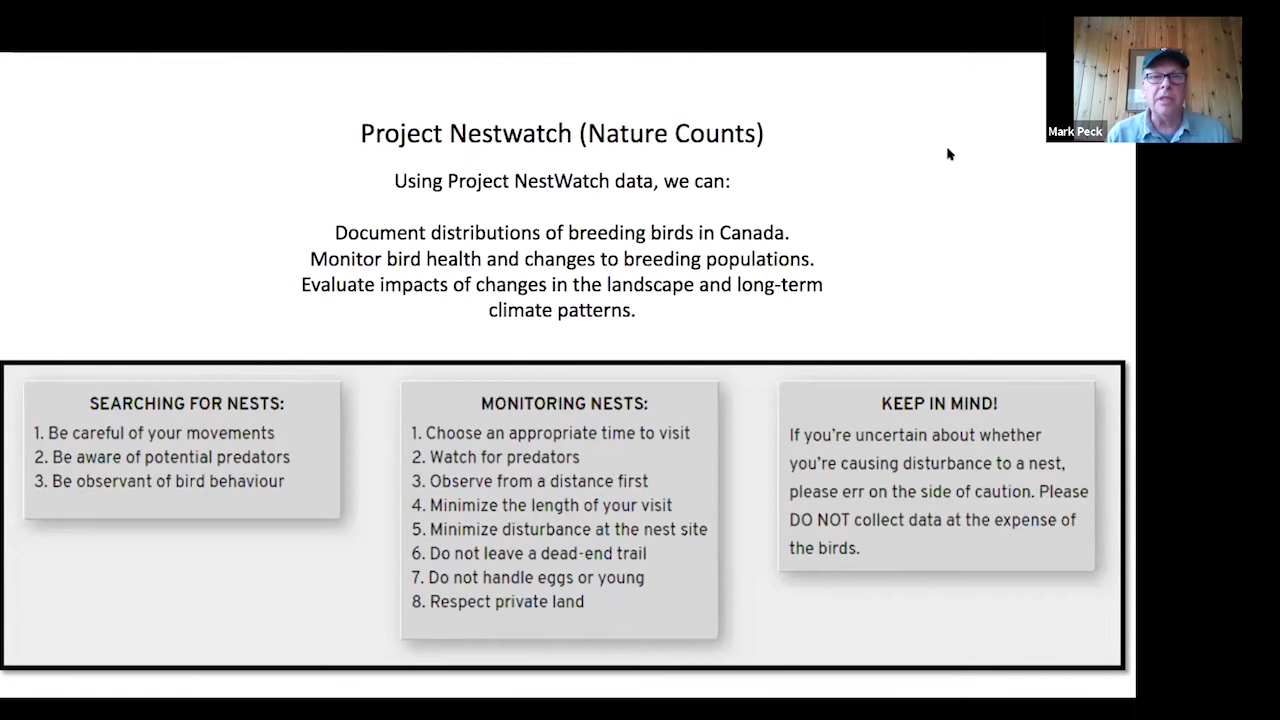 Mark Peck
Project Nestwatch (Nature Counts)
Using Project NestWatch data, we can:
Document distributions of breeding birds in Canada.
Monitor bird health and changes to breeding populations.
Evaluate impacts of changes in the landscape and long-term
climate patterns.
SEARCHING FOR NESTS:
1. Be careful of your movements
2. Be aware of potential predators
3. Be observant of bird behaviour
MONITORING NESTS:
1. Choose an appropriate time to visit
2. Watch for predators
3. Observe from a distance first
4. Minimize the length of your visit
5. Minimize disturbance at the nest site
6. Do not leave a dead-end trail
7. Do not handle eggs or young
8. Respect private land
KEEP IN MIND!
If you're uncertain about whether
you're causing disturbance to a nest,
please err on the side of caution. Please
DO NOT collect data at the expense of
the birds.